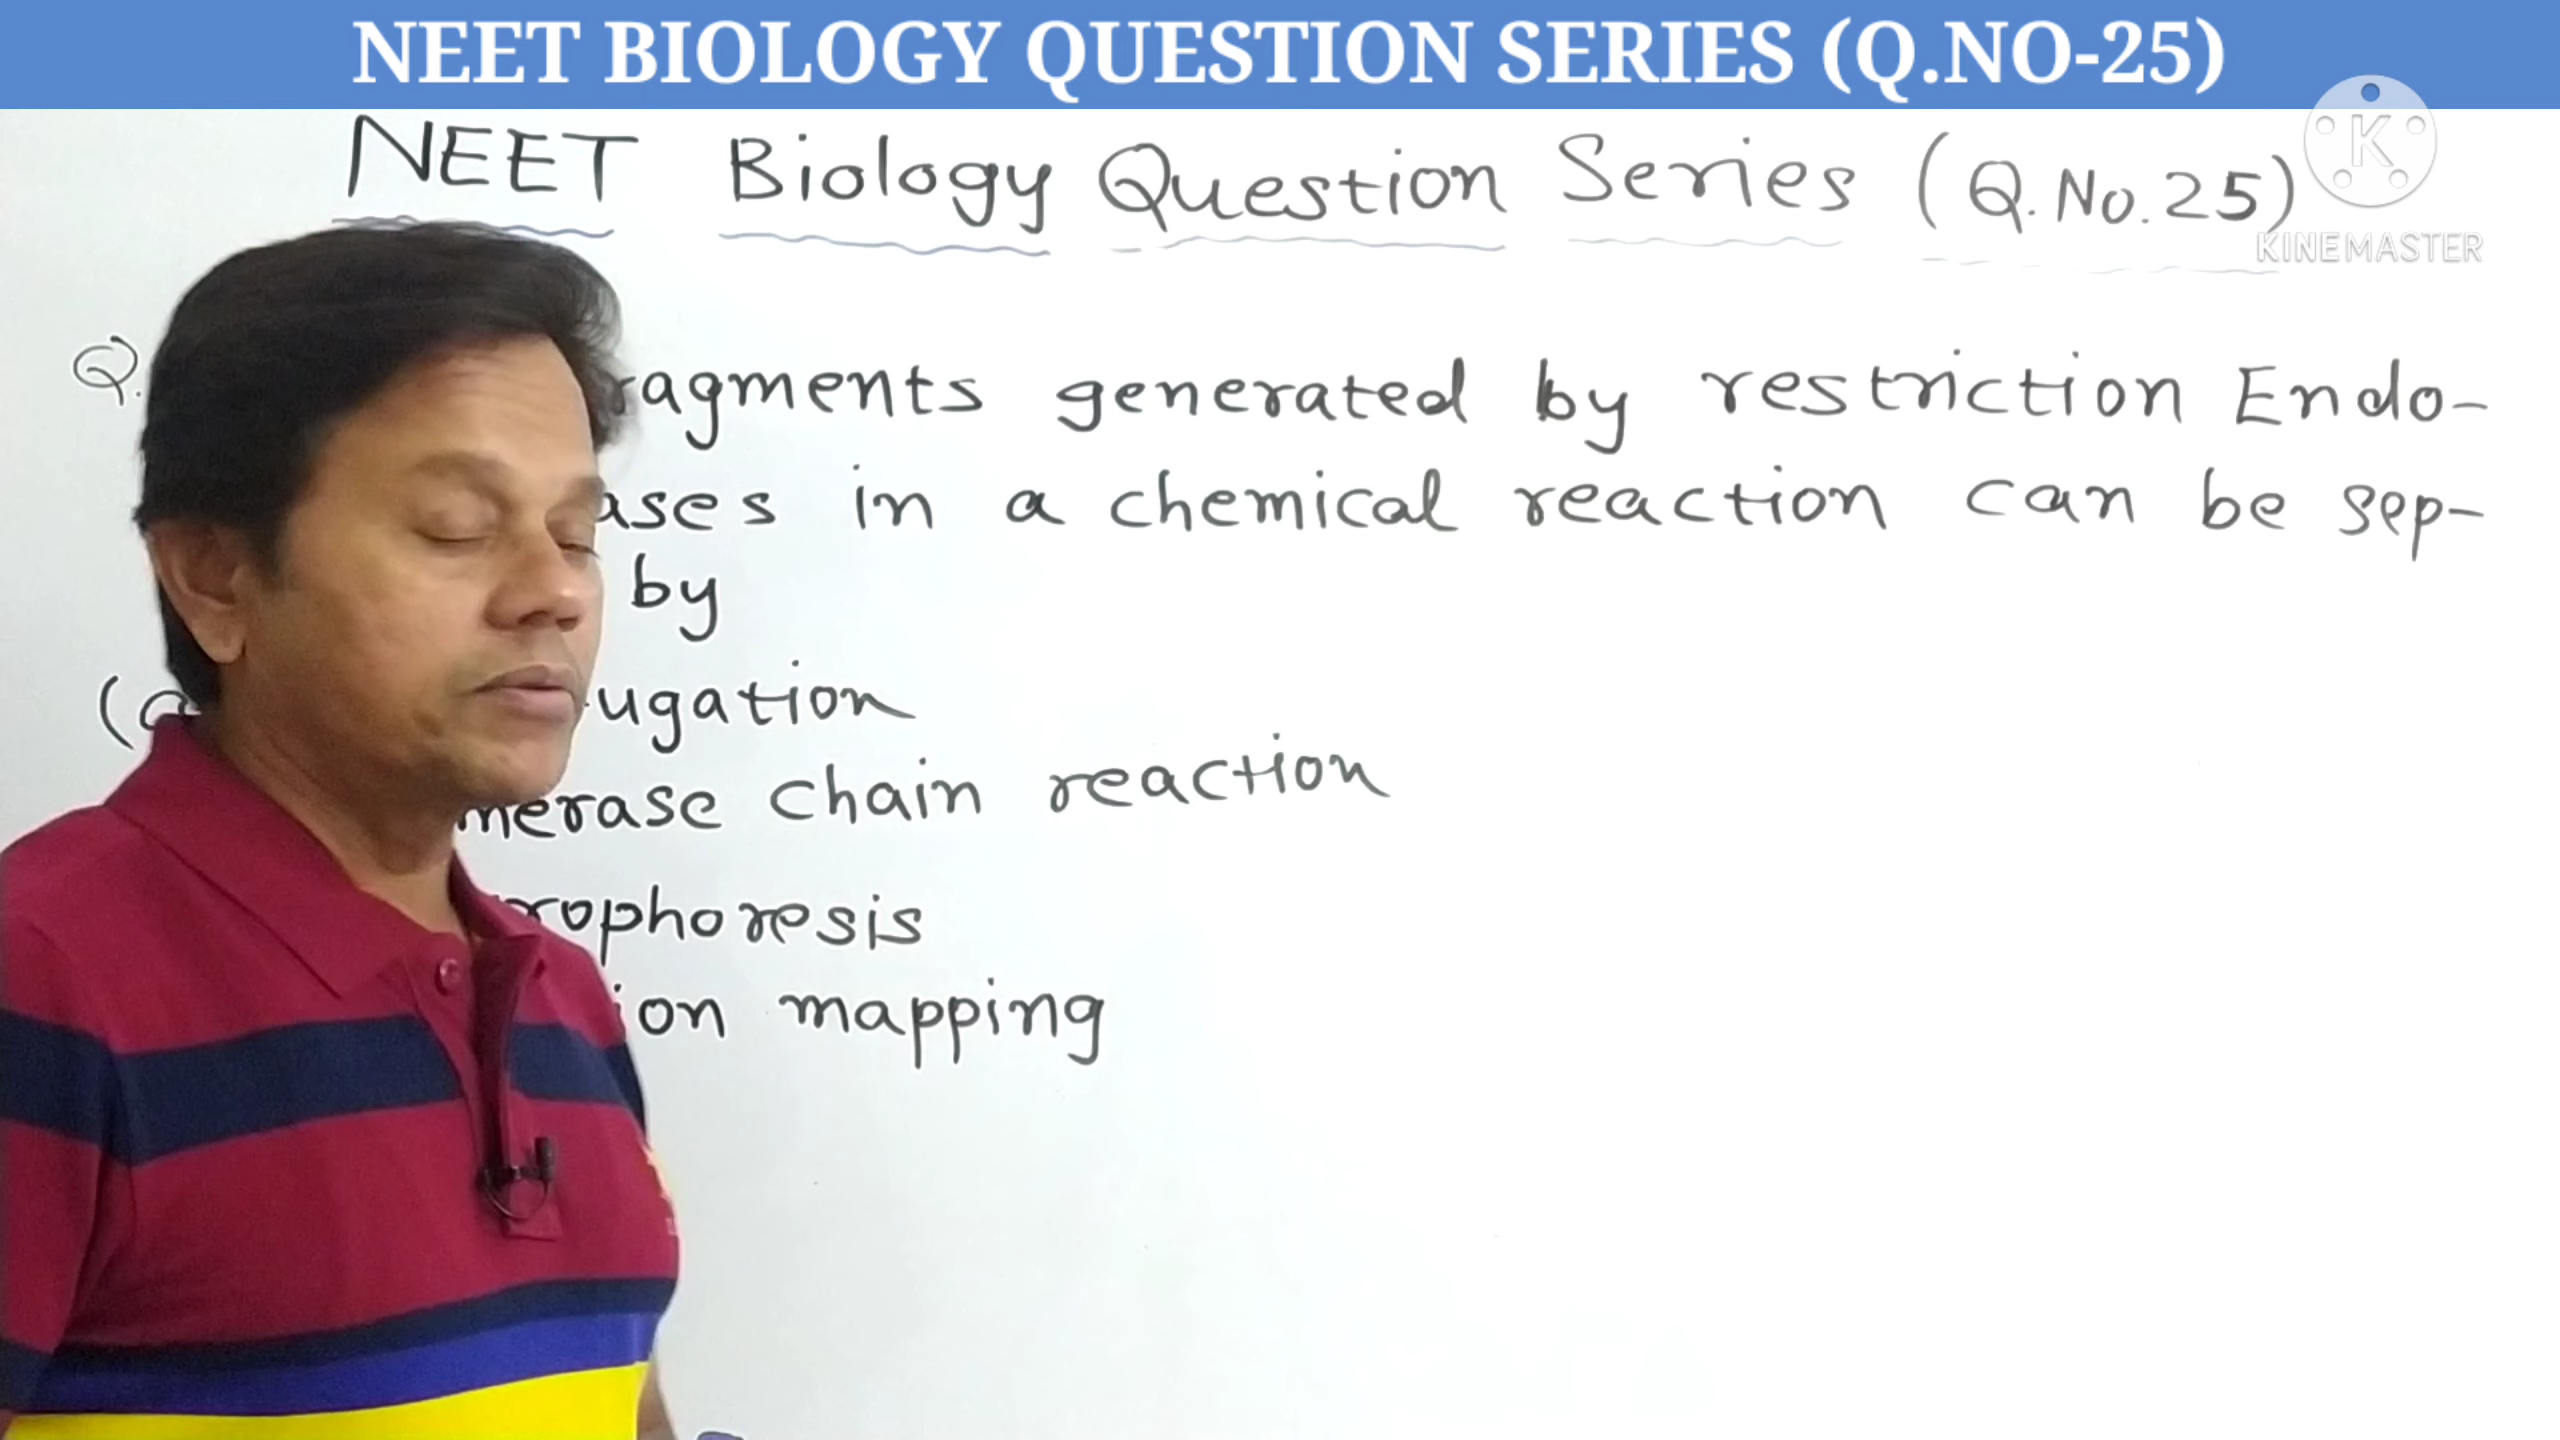 NEET BIOLOGY QUESTION SERIES (Q.NO-25)
NEET Biology Question Series (Q.No.25)
KINEMASTER
Q. ragments generated by restriction Endo-
ases in a chemical reaction can be sep-
by
(a ugation
merase chain reaction
rophoresis
ion mapping